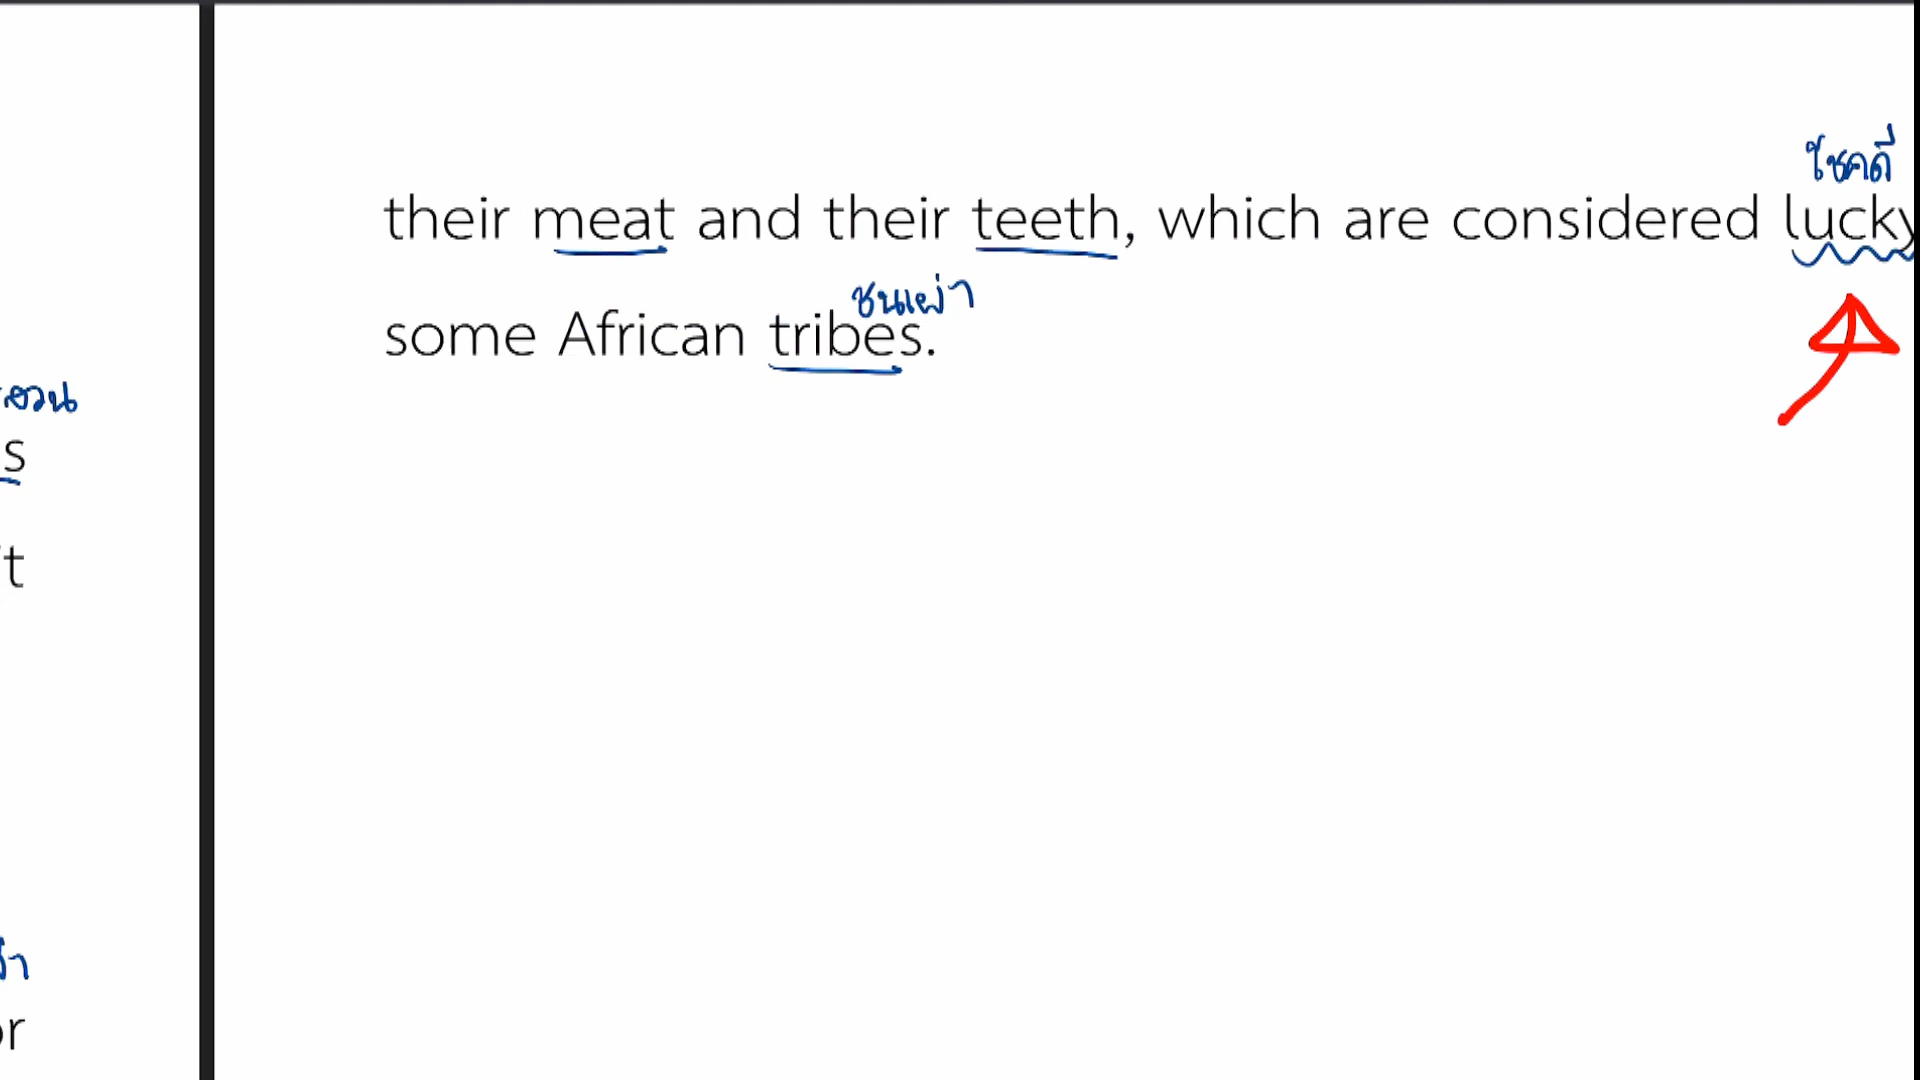 โชคดี
their meat and their teeth, which are considered lucky
ชนเผ่า
some African tribes.